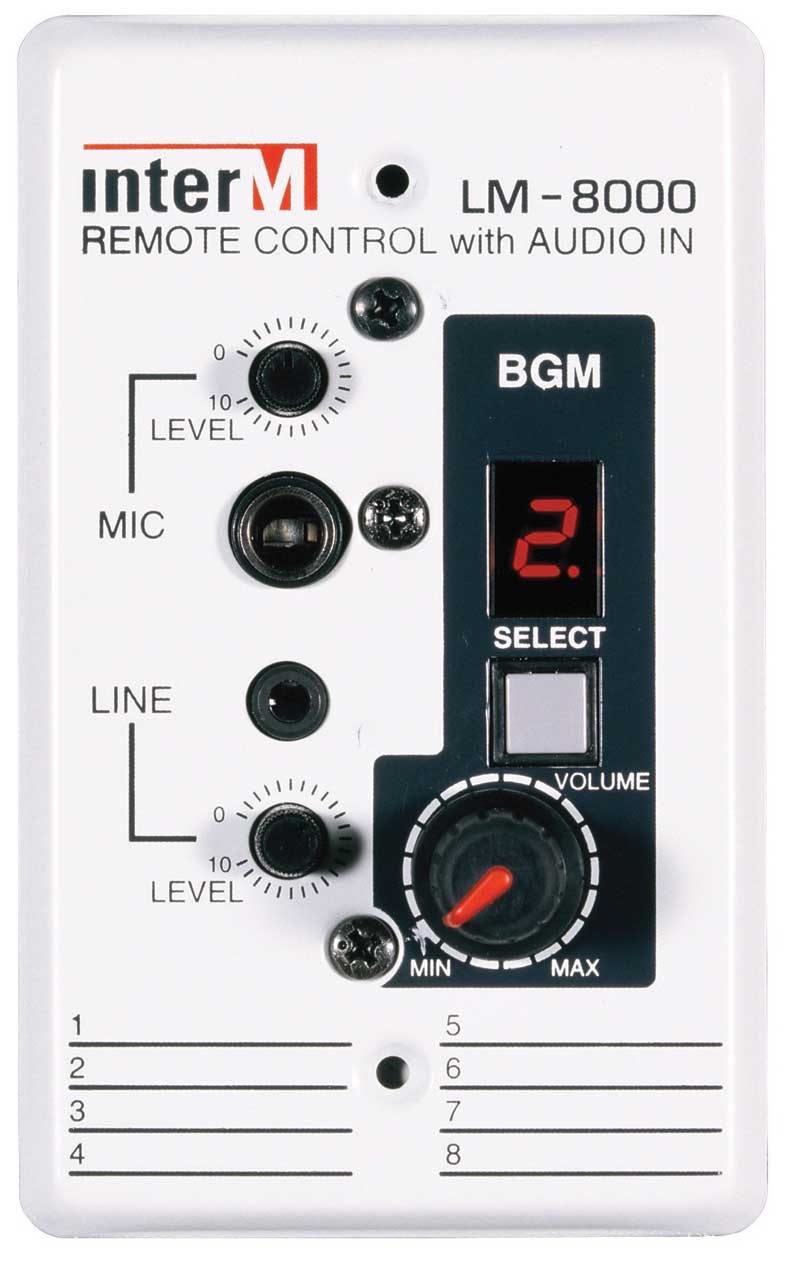 interM LM-8000
REMOTE CONTROL with AUDIO IN
BGM
0
10
LEVEL
MIC
2.
SELECT
LINE
VOLUME
0
10
LEVEL
MIN MAX
1 5
2 6
3 7
4 8